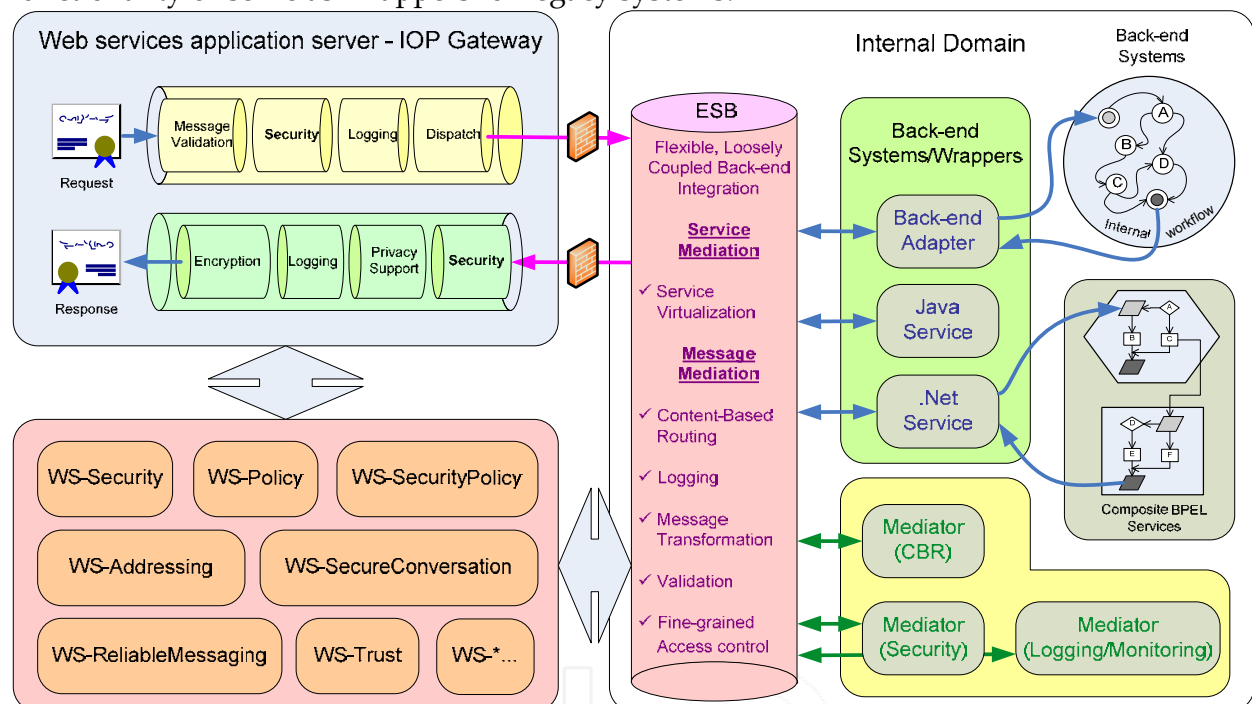 Web services application server - IOP Gateway
Message
Validation
Security
Logging
Dispatch
Request
Encryption
Logging
Privacy
Support
Security
Response
WS-Security
WS-Policy
WS-SecurityPolicy
WS-Addressing
WS-SecureConversation
WS-ReliableMessaging
WS-Trust
WS-*...
Internal Domain
ESB
Flexible, Loosely
Coupled Back-end
Integration
Service
Mediation
✓ Service
Virtualization
Message
Mediation
✓ Content-Based
Routing
✓ Logging
✓ Message
Transformation
✓ Validation
✓ Fine-grained
Access control
Back-end
Systems/Wrappers
Back-end
Adapter
Java
Service
.Net
Service
Mediator
(CBR)
Mediator
(Security)
Mediator
(Logging/Monitoring)
Back-end
Systems
A
B
D
C
Internal workflow
A
B
C
D
E
F
Composite BPEL
Services